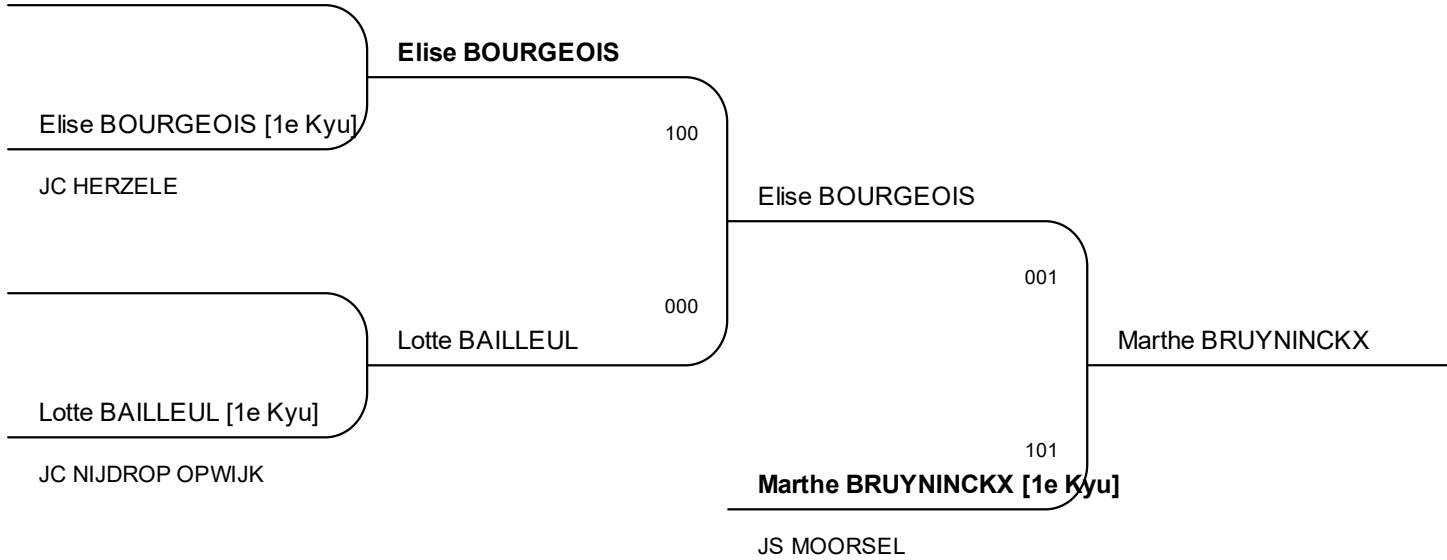 Elise BOURGEOIS
Elise BOURGEOIS [1e Kyu]
100
JC HERZELE
Elise BOURGEOIS
001
000
Lotte BAILLEUL
Marthe BRUYNINCKX
Lotte BAILLEUL [1e Kyu]
101
JC NIJDROP OPWIJK
Marthe BRUYNINCKX [1e Kyu]
JS MOORSEL